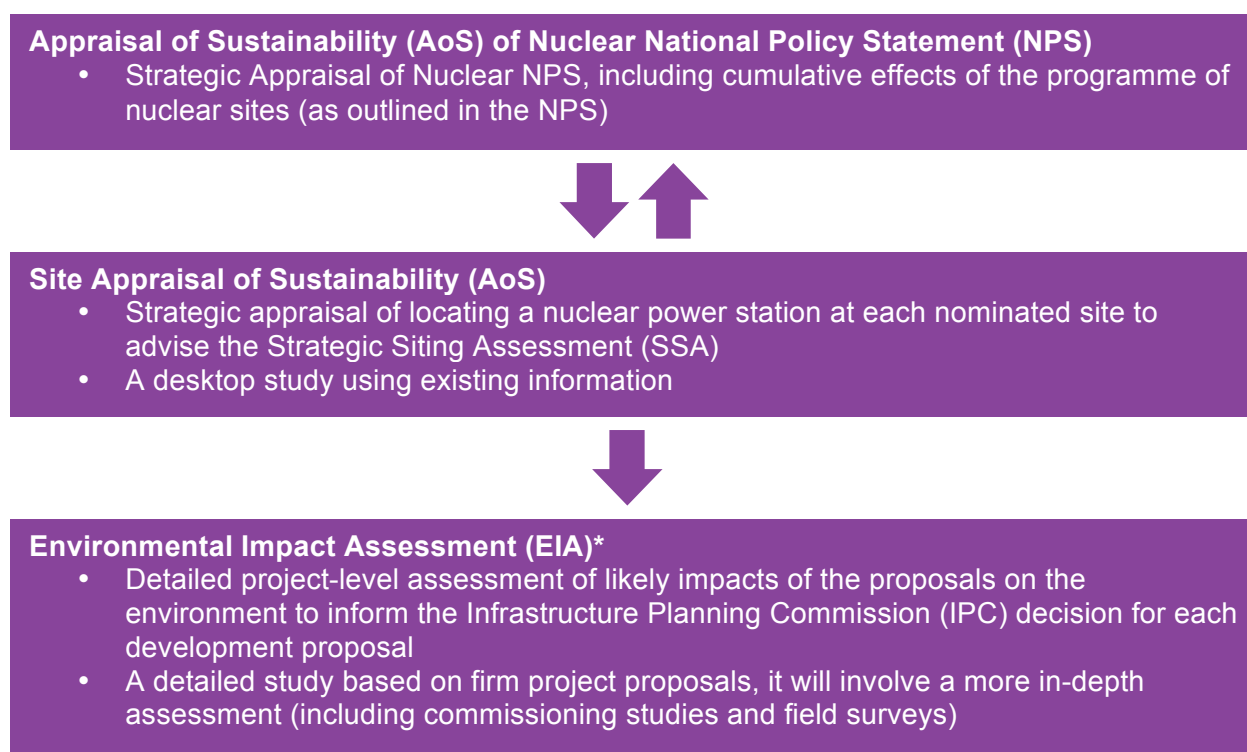 Appraisal of Sustainability (AoS) of Nuclear National Policy Statement (NPS)
• Strategic Appraisal of Nuclear NPS, including cumulative effects of the programme of
nuclear sites (as outlined in the NPS)
Site Appraisal of Sustainability (AoS)
• Strategic appraisal of locating a nuclear power station at each nominated site to
advise the Strategic Siting Assessment (SSA)
• A desktop study using existing information
Environmental Impact Assessment (EIA)*
• Detailed project-level assessment of likely impacts of the proposals on the
environment to inform the Infrastructure Planning Commission (IPC) decision for each
development proposal
• A detailed study based on firm project proposals, it will involve a more in-depth
assessment (including commissioning studies and field surveys)